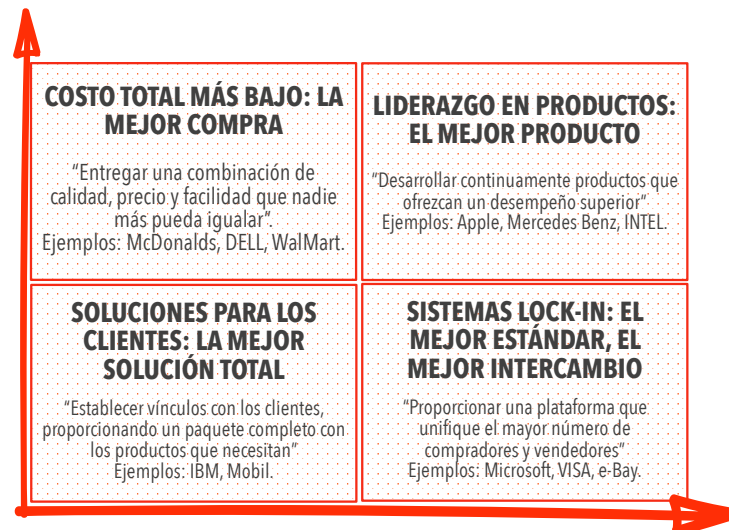 COSTO TOTAL MÁS BAJO: LA
MEJOR COMPRA
“Entregar una combinación de
calidad, precio y facilidad que nadie
más pueda igualar”.
Ejemplos: McDonalds, DELL, WalMart.
LIDERAZGO EN PRODUCTOS:
EL MEJOR PRODUCTO
“Desarrollar continuamente productos que
ofrezcan un desempeño superior”
Ejemplos: Apple, Mercedes Benz, INTEL.
SOLUCIONES PARA LOS
CLIENTES: LA MEJOR
SOLUCIÓN TOTAL
“Establecer vínculos con los clientes,
proporcionando un paquete completo con
los productos que necesitan”
Ejemplos: IBM, Mobil.
SISTEMAS LOCK-IN: EL
MEJOR ESTÁNDAR, EL
MEJOR INTERCAMBIO
“Proporcionar una plataforma que
unifique el mayor número de
compradores y vendedores”
Ejemplos: Microsoft, VISA, e-Bay.